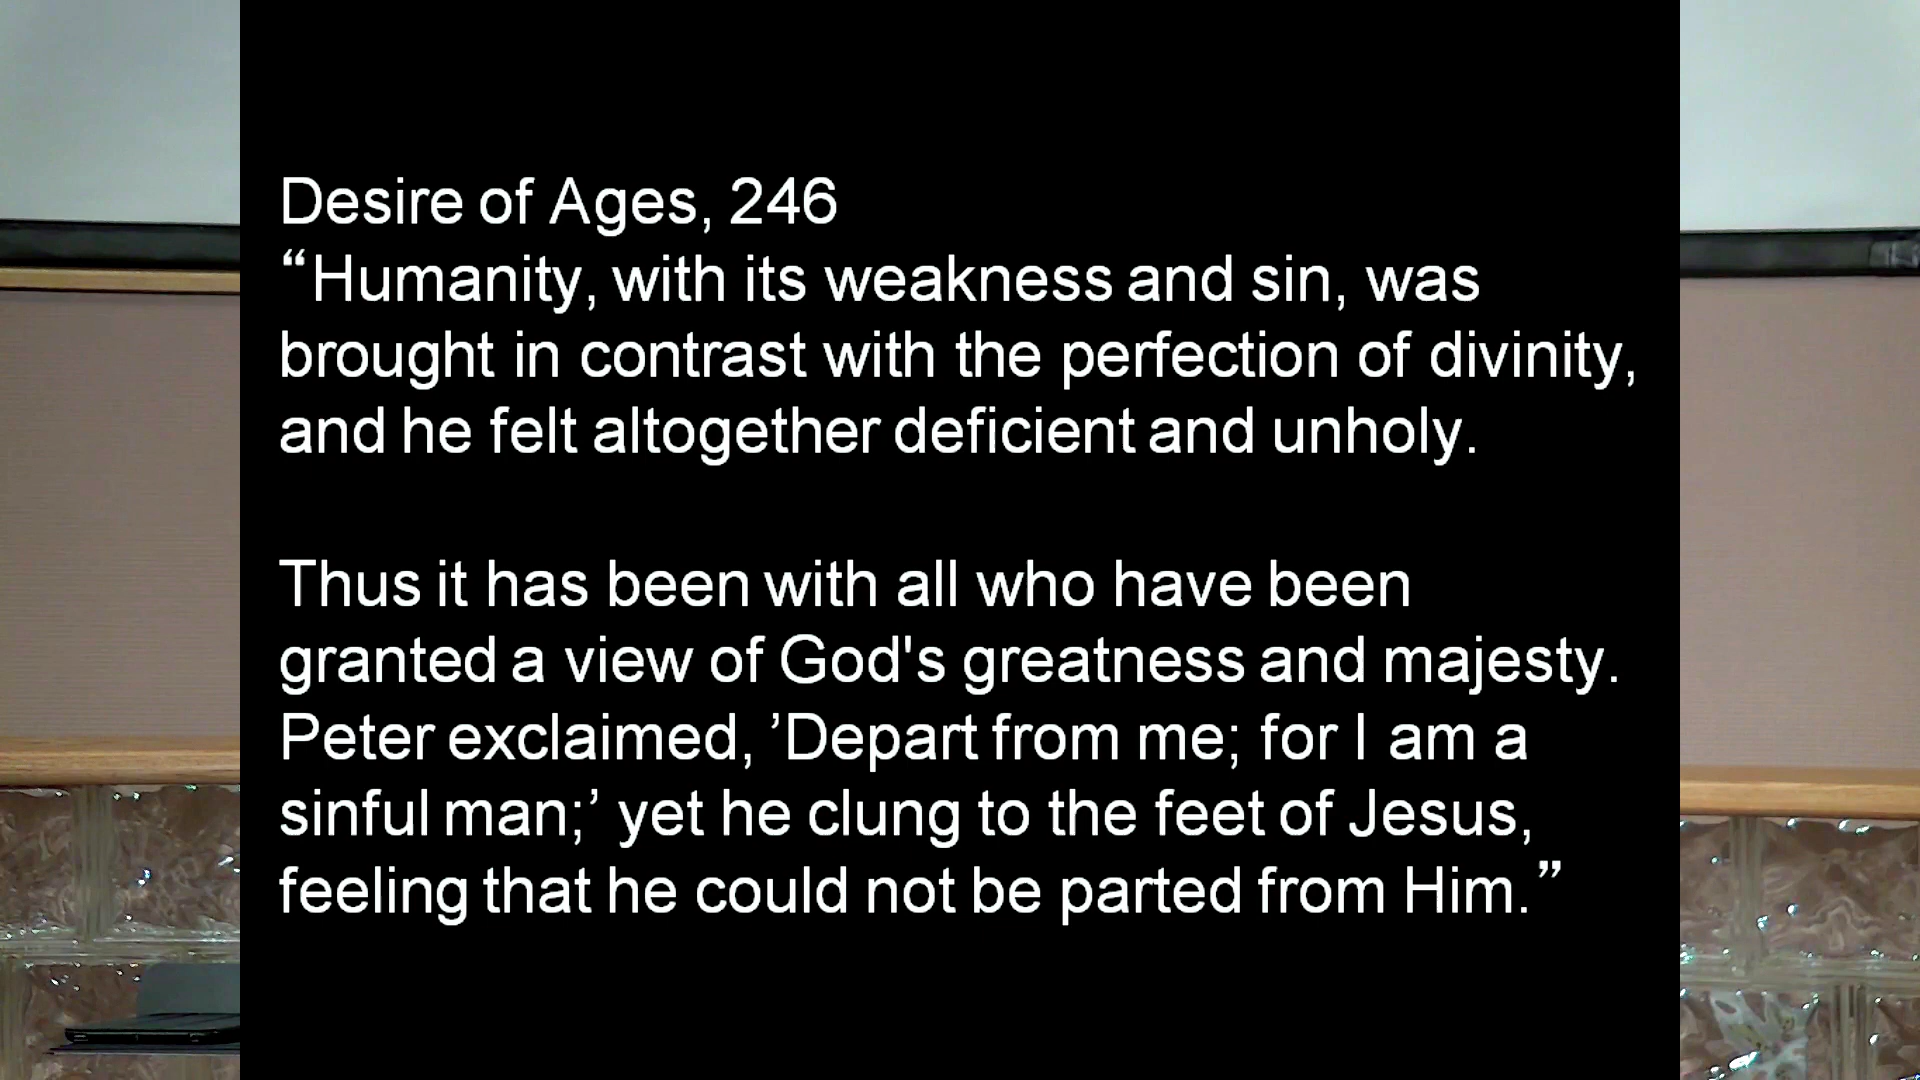 Desire of Ages, 246
“Humanity, with its weakness and sin, was
brought in contrast with the perfection of divinity,
and he felt altogether deficient and unholy.
Thus it has been with all who have been
granted a view of God's greatness and majesty.
Peter exclaimed, ’Depart from me; for I am a
sinful man;’ yet he clung to the feet of Jesus,
feeling that he could not be parted from Him.”